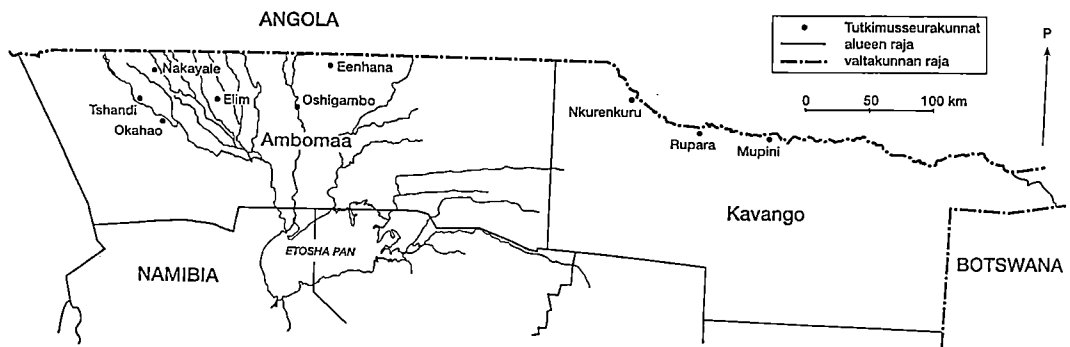 ANGOLA
Tutkimusseurakunnat
alueen raja
valtakunnan raja
P
0 50 100 km
Nakayale
Eenhana
Tshandi
Elim
Oshigambo
Okahao
Ambomaa
Nkurenkuru
Rupara
Mupini
Kavango
ETOSHA PAN
NAMIBIA
BOTSWANA